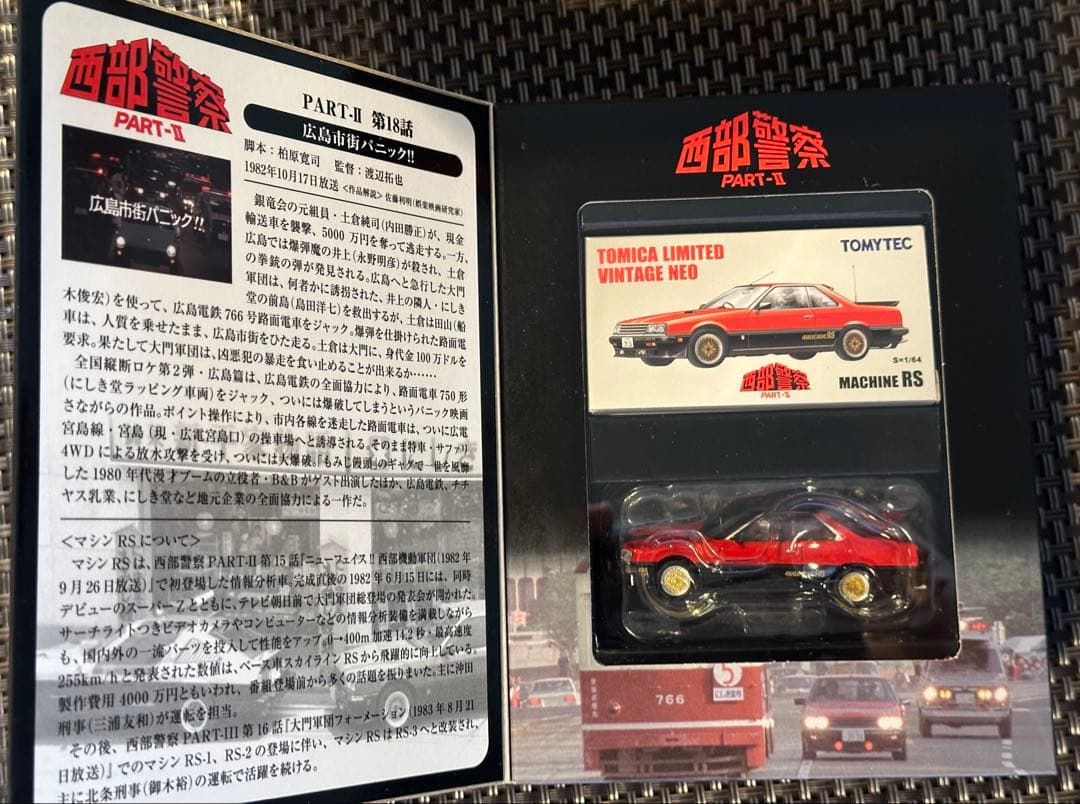 西部警察
PART-Ⅱ
PART-Ⅱ 第18話
広島市街パニック!!
脚本：柏原寛司 監督：渡辺拓也
1982年10月17日放送 <作品解説> 佐藤利明(娯楽映画研究家)
広島市街パニック!!
銀竜会の元組員・土倉純司(内田勝正)が、現金
輸送車を襲撃、5000万円を奪って逃走する。一方、
広島では爆弾魔の井上(永野明彦)が殺され、土倉
の拳銃の弾が発見される。広島へと急行した大門
軍団は、何者かに誘拐された、井上の隣人・にしき
堂の前島(島田洋七)を救出するが、土倉は田山(船
木俊宏)を使って、広島電鉄766号路面電車をジャック。爆弾を仕掛けられた路面電
車は、人質を乗せたまま、広島市街をひた走る。土倉は大門に、身代金100万ドルを
要求。果たして大門軍団は、凶悪犯の暴走を食い止めることが出来るか……
全国縦断ロケ第2弾・広島篇は、広島電鉄の全面協力により、路面電車750形
(にしき堂ラッピング車両)をジャック、ついには爆破してしまうというパニック映画
さながらの作品。ポイント操作により、市内各線を迷走した路面電車は、ついに広電
宮島線・宮島(現・広電宮島口)の操車場へと誘導される。そのまま特車・サファリ
4WDによる放水攻撃を受け、ついには大爆破。「もみじ饅頭」のギャグで一世を風靡
した1980年代漫才ブームの立役者・B&Bがゲスト出演したほか、広島電鉄、チチ
ヤス乳業、にしき堂など地元企業の全面協力による一作だ。
<マシンRSについて>
マシンRSは、西部警察PART-Ⅱ第15話『ニューフェイス!! 西部機動軍団(1982年
9月26日放送)』で初登場した情報分析車。完成直後の1982年6月15日には、同時
デビューのスーパーZとともに、テレビ朝日前で大門軍団総登場の発表会が開かれた。
サーチライトつきビデオカメラやコンピューターなどの情報分析装備を満載しながら
も、国内外の一流パーツを投入して性能をアップ。0→400m加速14.2秒・最高速度
255km/hと発表された数値は、ベース車スカイラインRSから飛躍的に向上している。
製作費用4000万円ともいわれ、番組登場前から多くの話題を振りまいた。主に沖田
刑事(三浦友和)が運転を担当。
その後、西部警察PART-Ⅲ第16話『大門軍団フォーメーション(1983年8月21
日放送)』でのマシンRS-1、RS-2の登場に伴い、マシンRSはRS-3へと改装され、
主に北条刑事(御木裕)の運転で活躍を続ける。
西部警察
PART-Ⅱ
TOMICA LIMITED
VINTAGE NEO
TOMYTEC
S=1/64
西部警察
PART-Ⅱ
MACHINE RS
766
にしき堂